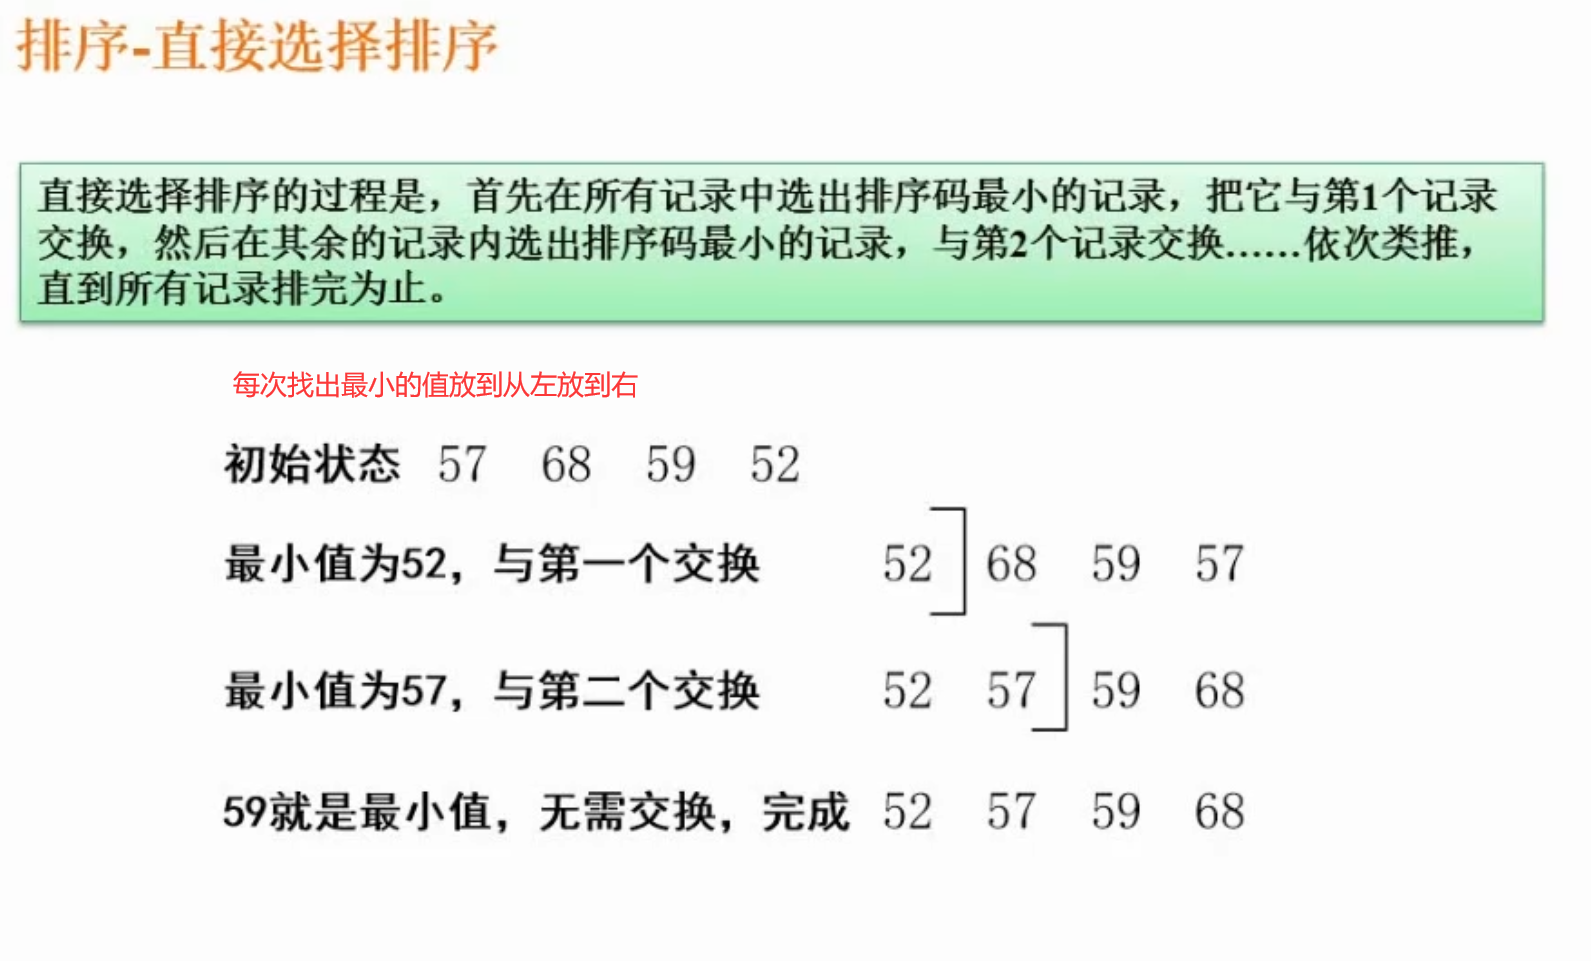 排序-直接选择排序
直接选择排序的过程是，首先在所有记录中选出排序码最小的记录，把它与第1个记录
交换，然后在其余的记录内选出排序码最小的记录，与第2个记录交换……依次类推，
直到所有记录排完为止。
每次找出最小的值放到从左放到右
初始状态 57 68 59 52
最小值为52，与第一个交换 52 68 59 57
最小值为57，与第二个交换 52 57 59 68
59就是最小值，无需交换，完成 52 57 59 68